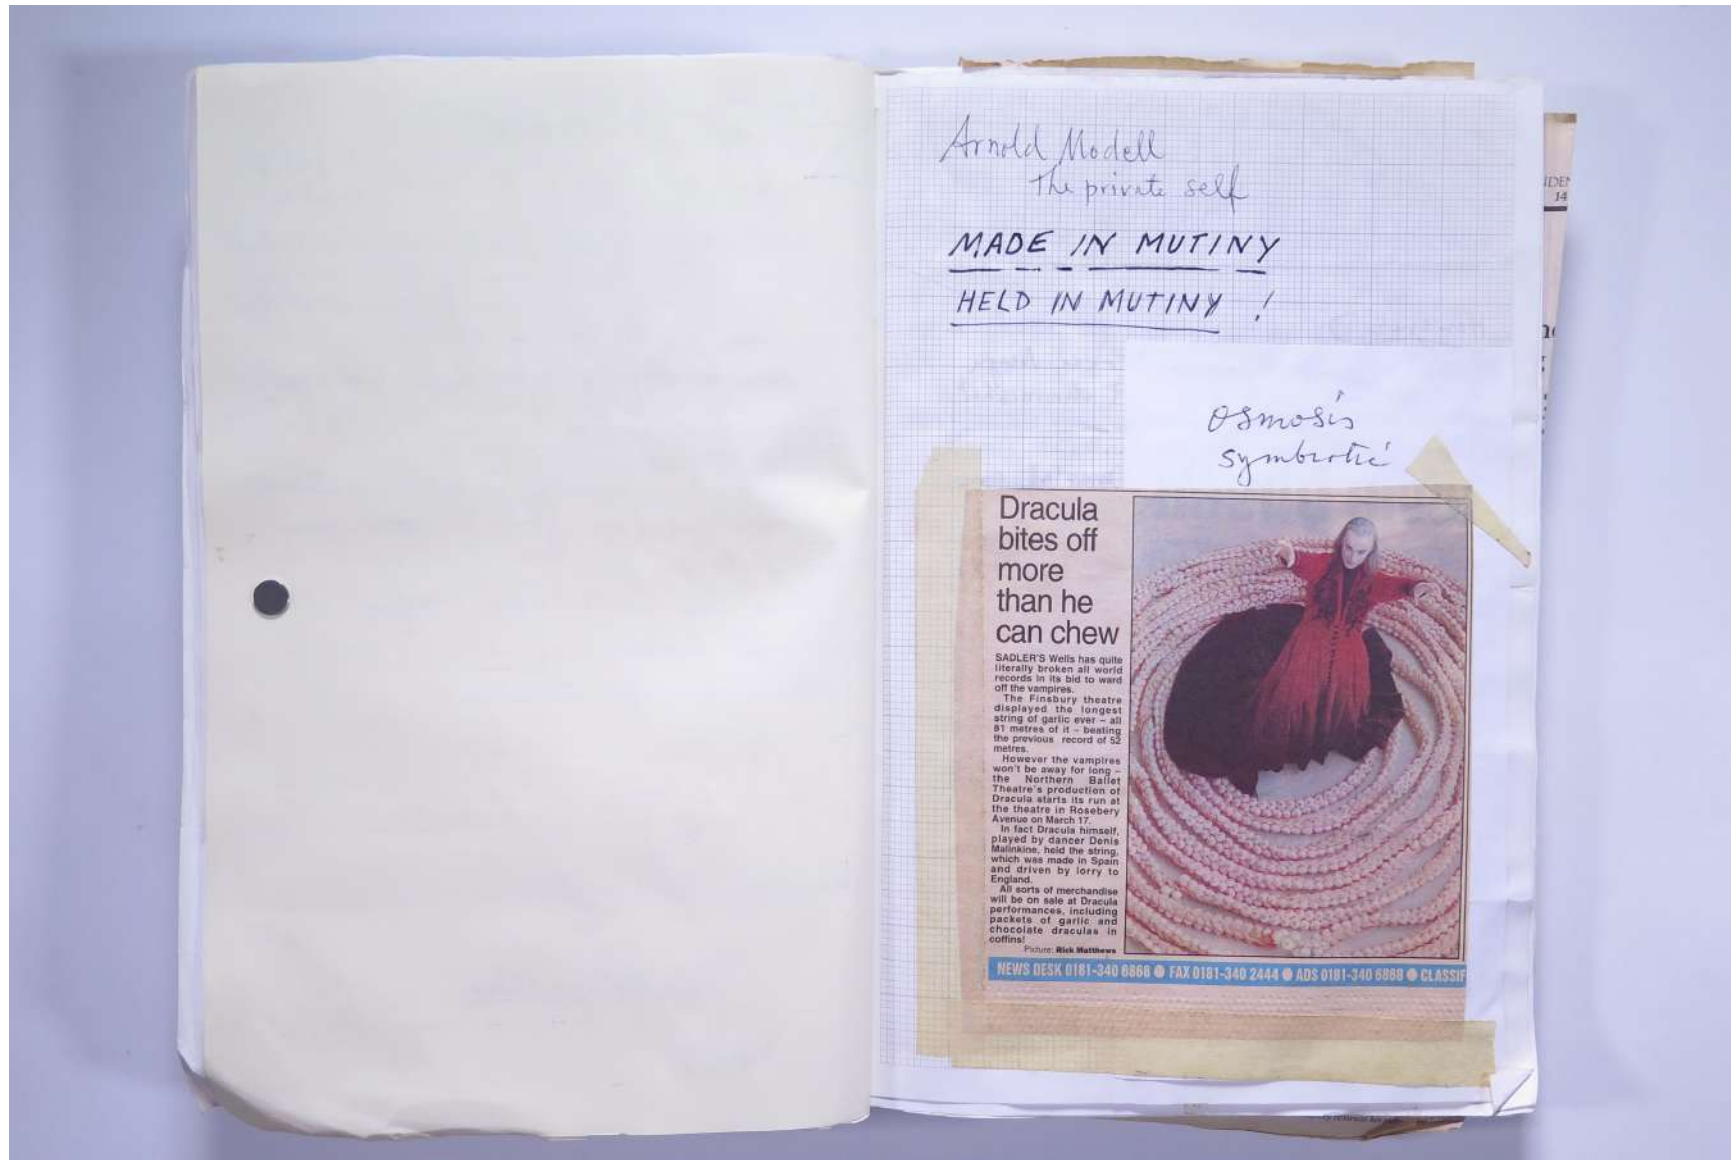 Arnold Modell
The private self
MADE IN MUTINY
HELD IN MUTINY !
osmosis
symbiotic
Dracula
bites off
more
than he
can chew
SADLER'S Wells has quite
literally broken all world
records in its bid to ward
off the vampires.
The Finsbury theatre
displayed the longest
string of garlic ever – all
81 metres of it – beating
the previous record of 52
metres.
However the vampires
won't be away for long –
the Northern Ballet
Theatre's production of
Dracula starts its run at
the theatre in Rosebery
Avenue on March 17.
In fact Dracula himself,
played by dancer Denis
Malinkine, held the string,
which was made in Spain
and driven by lorry to
England.
All sorts of merchandise
will be on sale at Dracula
performances, including
packets of garlic and
chocolate draculas in
coffins!
Picture: Rick Matthews
NEWS DESK 0181-340 6868 ● FAX 0181-340 2444 ● ADS 0181-340 6868 ● CLASSIF
14